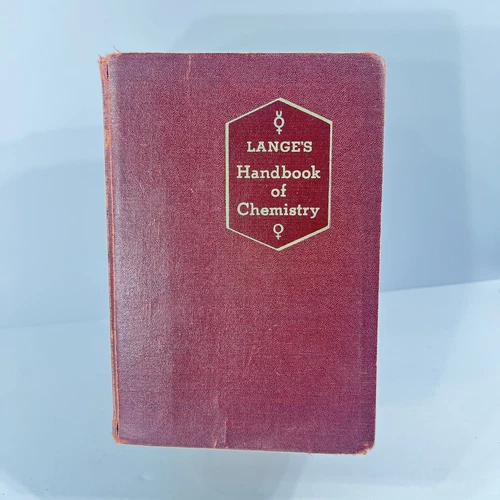 LANGE'S
Handbook
of
Chemistry